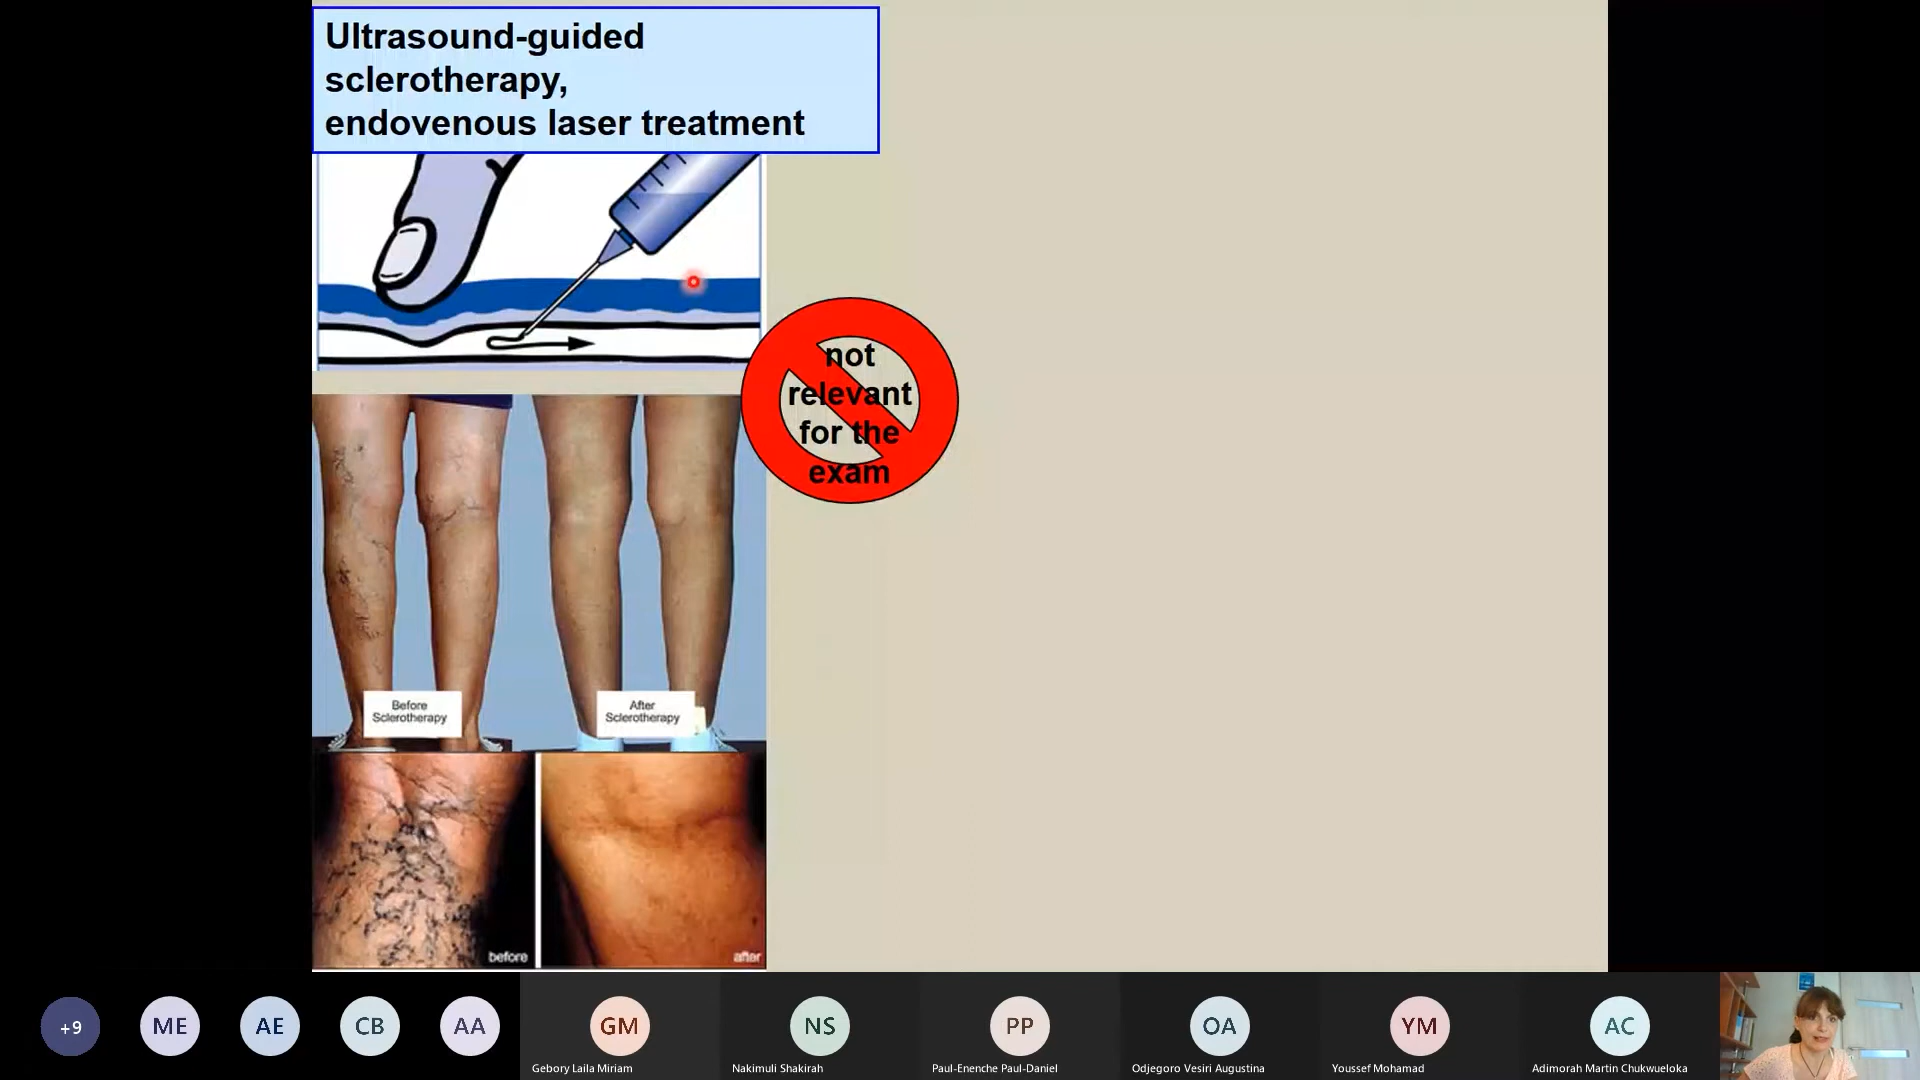 Ultrasound-guided
sclerotherapy,
endovenous laser treatment
not
relevant
for the
exam
Before
Sclerotherapy
After
Sclerotherapy
before
after
+9
ME
AE
CB
AA
GM
NS
PP
OA
YM
AC
Gebory Laila Miriam
Nakimuli Shakirah
Paul-Enenche Paul-Daniel
Odjegoro Vesiri Augustina
Youssef Mohamad
Adimorah Martin Chukwueloka